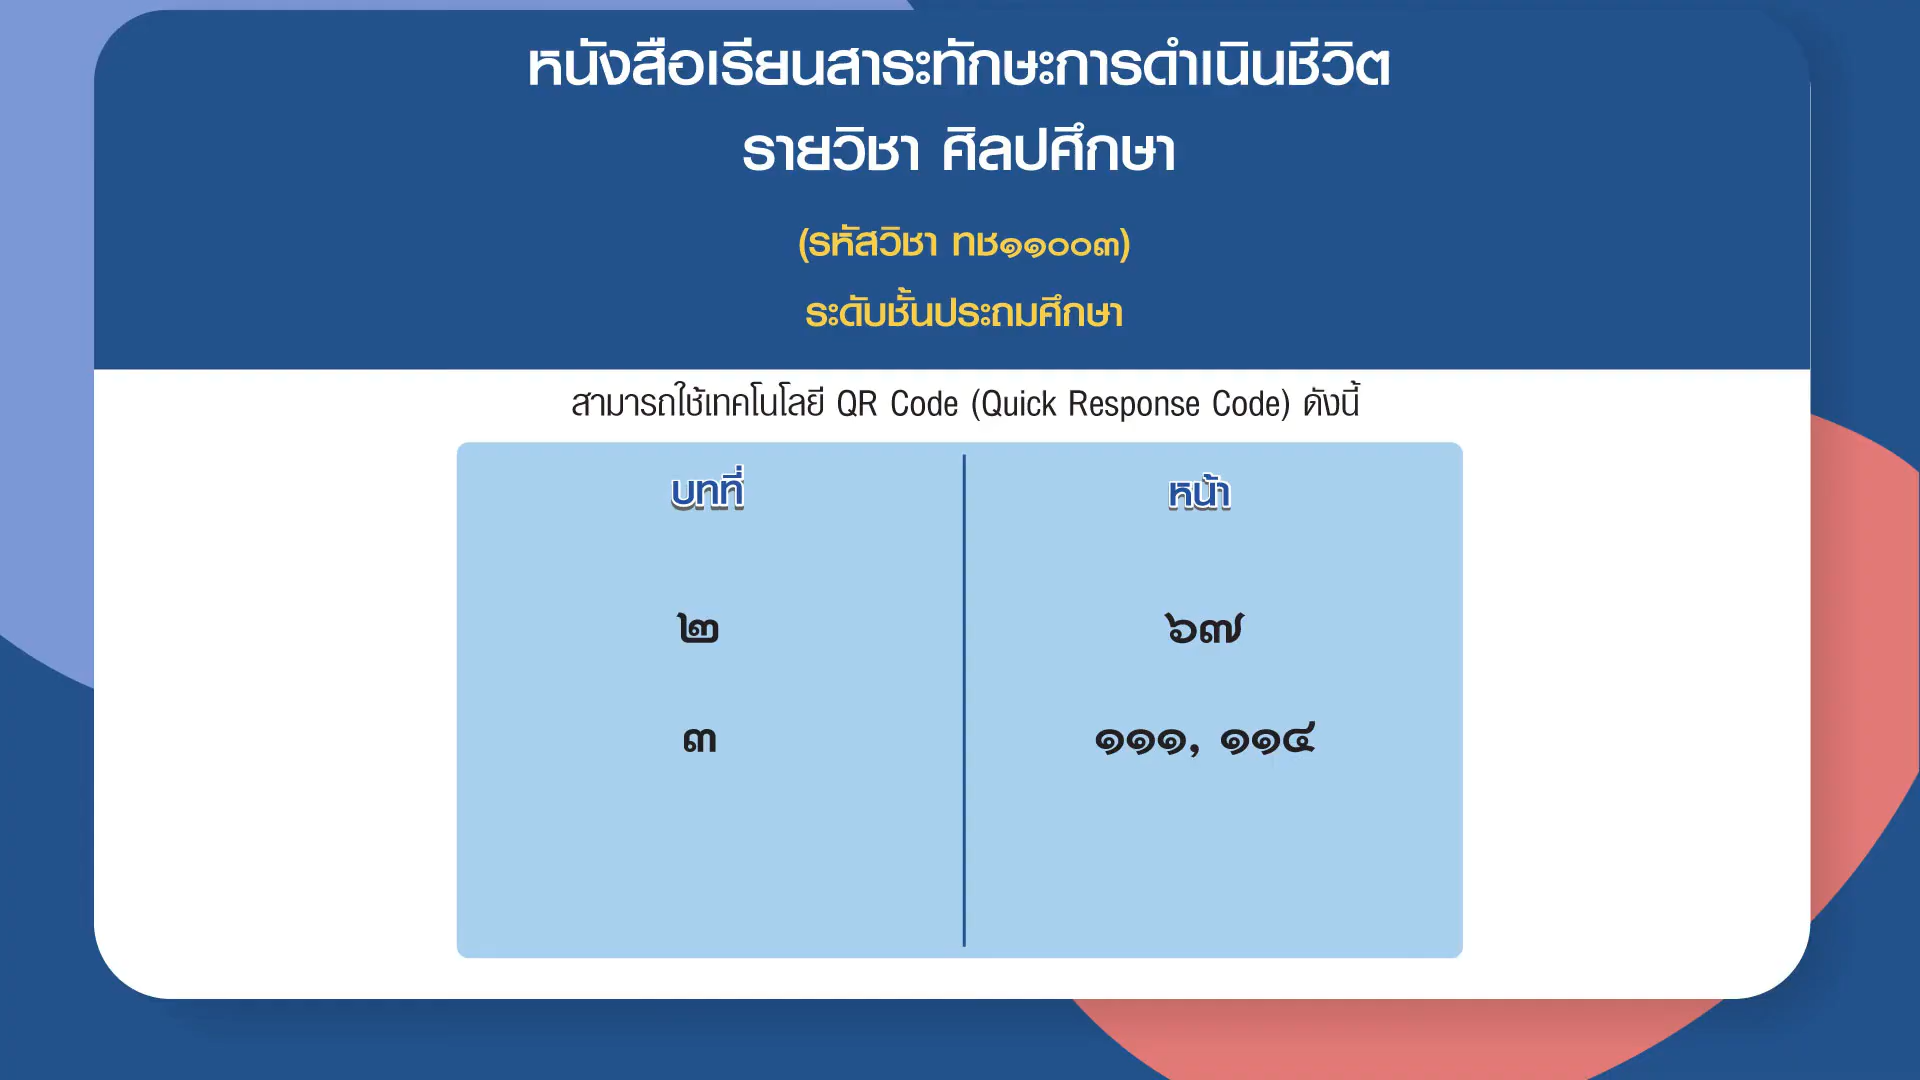 หนังสือเรียนสาระทักษะการดำเนินชีวิต
รายวิชา ศิลปศึกษา
(รหัสวิชา ทช๑๑๐๐๓)
ระดับชั้นประถมศึกษา
สามารถใช้เทคโนโลยี QR Code (Quick Response Code) ดังนี้
บทที่ หน้า
๒ ๖๗
๓ ๑๑๑, ๑๑๔